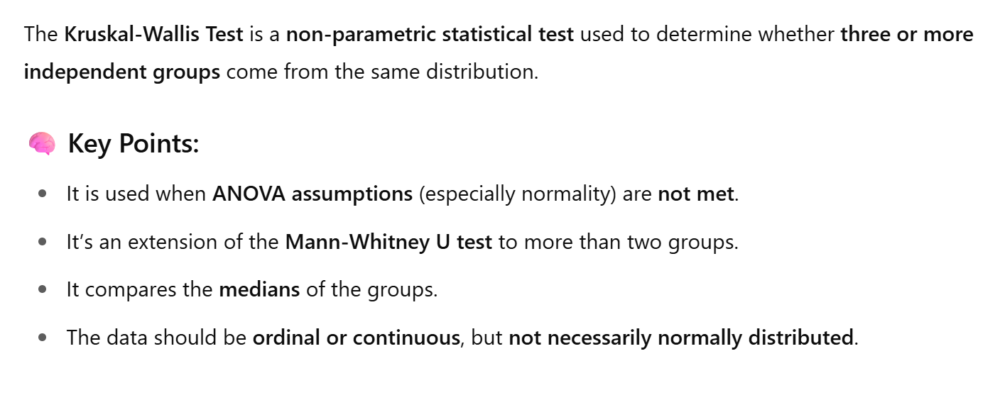 The Kruskal-Wallis Test is a non-parametric statistical test used to determine whether three or more
independent groups come from the same distribution.
Key Points:
It is used when ANOVA assumptions (especially normality) are not met.
It’s an extension of the Mann-Whitney U test to more than two groups.
It compares the medians of the groups.
The data should be ordinal or continuous, but not necessarily normally distributed.